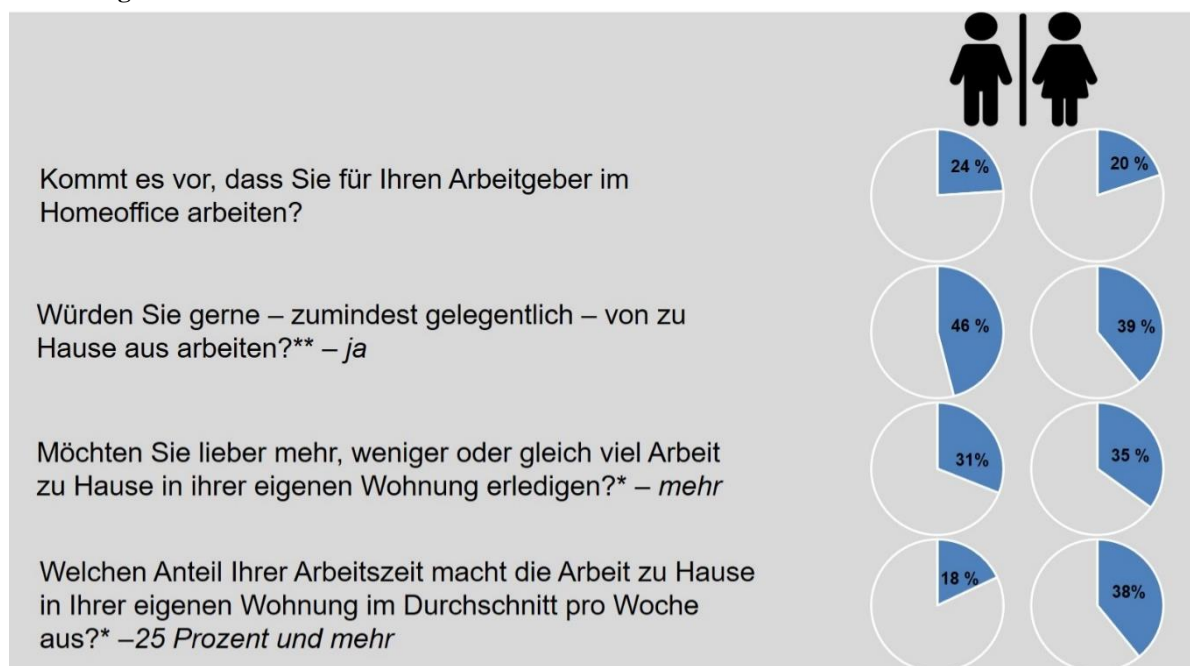 Kommt es vor, dass Sie für Ihren Arbeitgeber im
Homeoffice arbeiten?
24 %
20 %
Würden Sie gerne – zumindest gelegentlich – von zu
Hause aus arbeiten?** – ja
46 %
39 %
Möchten Sie lieber mehr, weniger oder gleich viel Arbeit
zu Hause in ihrer eigenen Wohnung erledigen?* – mehr
31%
35 %
Welchen Anteil Ihrer Arbeitszeit macht die Arbeit zu Hause
in Ihrer eigenen Wohnung im Durchschnitt pro Woche
aus?* –25 Prozent und mehr
18 %
38%